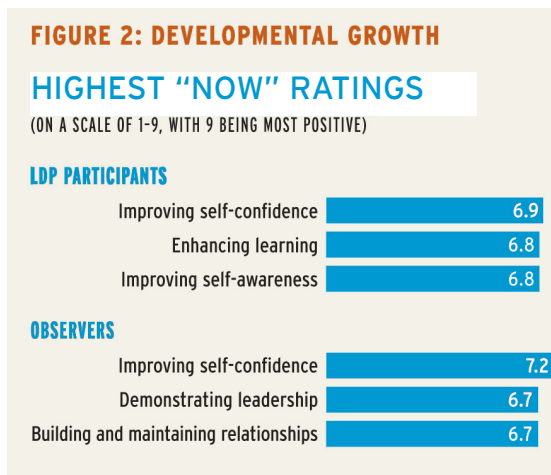 FIGURE 2: DEVELOPMENTAL GROWTH
HIGHEST “NOW” RATINGS
(ON A SCALE OF 1–9, WITH 9 BEING MOST POSITIVE)
LDP PARTICIPANTS
Improving self-confidence 6.9
Enhancing learning 6.8
Improving self-awareness 6.8
OBSERVERS
Improving self-confidence 7.2
Demonstrating leadership 6.7
Building and maintaining relationships 6.7